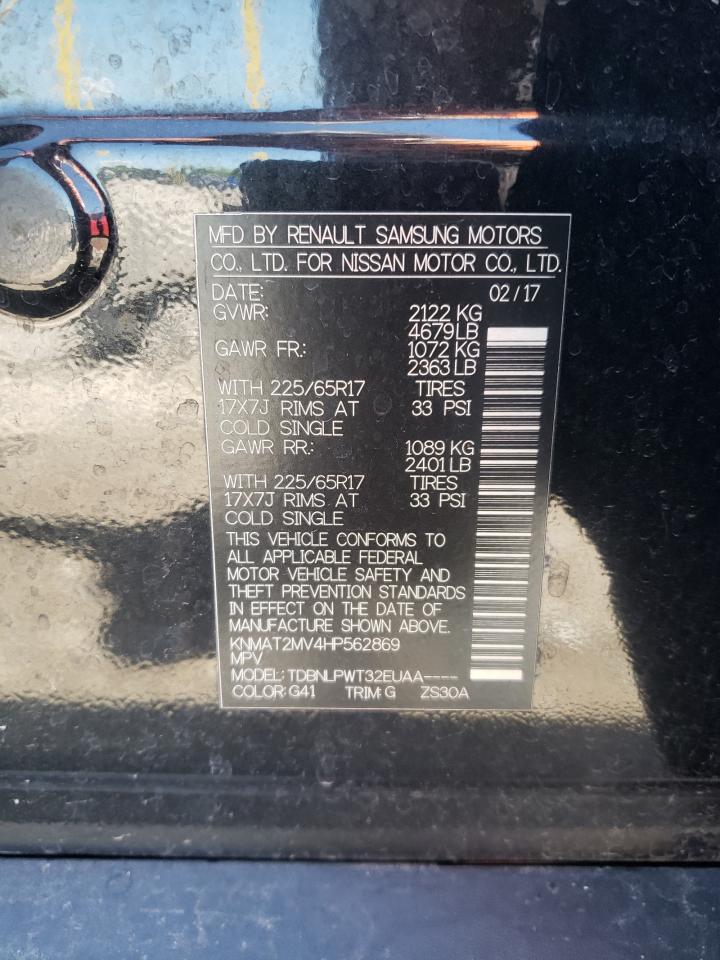 MFD BY RENAULT SAMSUNG MOTORS
CO., LTD. FOR NISSAN MOTOR CO., LTD.
DATE: 02/17
GVWR: 2122 KG
4679 LB
GAWR FR.: 1072 KG
2363 LB
WITH 225/65R17 TIRES
17X7J RIMS AT 33 PSI
COLD SINGLE
GAWR RR.: 1089 KG
2401 LB
WITH 225/65R17 TIRES
17X7J RIMS AT 33 PSI
COLD SINGLE
THIS VEHICLE CONFORMS TO
ALL APPLICABLE FEDERAL
MOTOR VEHICLE SAFETY AND
THEFT PREVENTION STANDARDS
IN EFFECT ON THE DATE OF
MANUFACTURE SHOWN ABOVE.
KNMAT2MV4HP562869
MPV
MODEL: TDBNLPWT32EUAA----
COLOR: G41 TRIM: G ZS30A